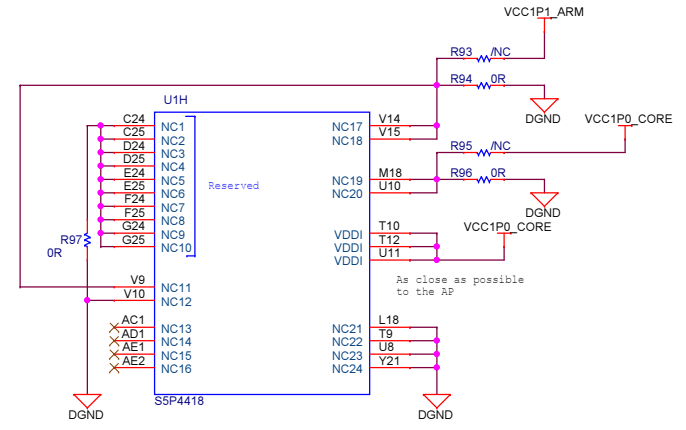 VCC1P1_ARM
R93 /NC
R94 0R
U1H
DGND
VCC1P0_CORE
C24 NC1
C25 NC2
D24 NC3
D25 NC4
E24 NC5
E25 NC6
F24 NC7
F25 NC8
G24 NC9
G25 NC10
Reserved
NC17 V14
NC18 V15
R95 /NC
NC19 M18
NC20 U10
R96 0R
DGND
VCC1P0_CORE
R97
0R
VDDI T10
VDDI T12
VDDI U11
As close as possible
to the AP
V9 NC11
V10 NC12
AC1 NC13
AD1 NC14
AE1 NC15
AE2 NC16
NC21 L18
NC22 T9
NC23 U8
NC24 Y21
S5P4418
DGND
DGND